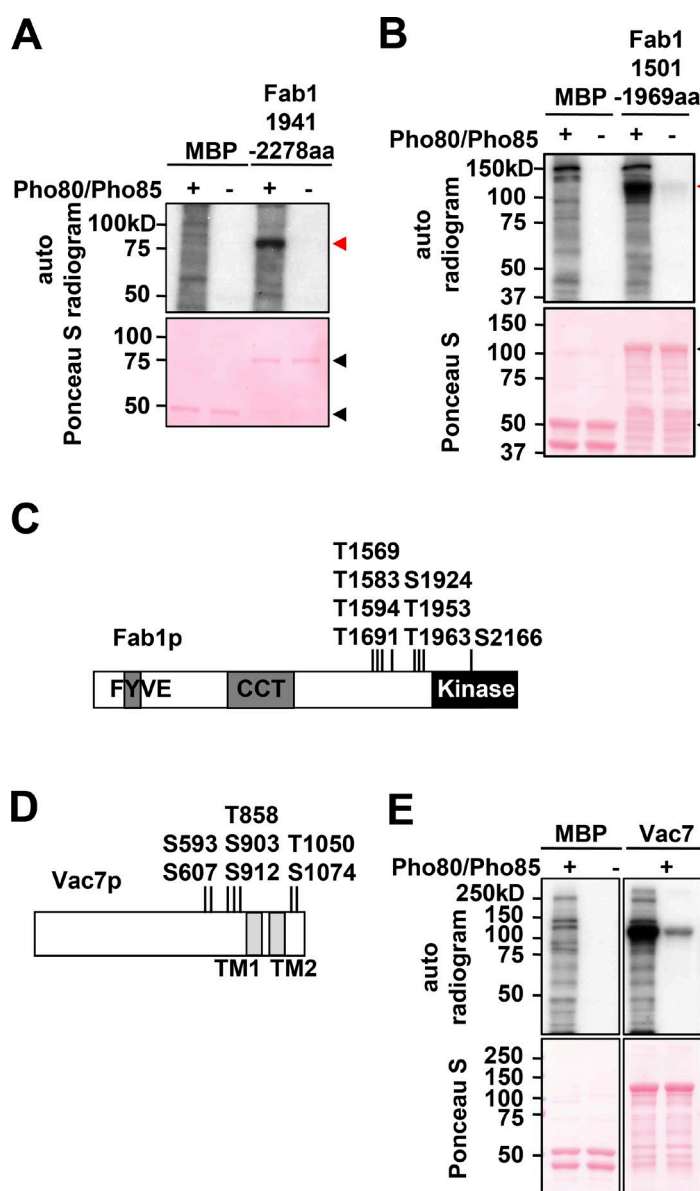 A
Fab1
1941
MBP -2278aa
Pho80/Pho85 + - + -
auto
radiogram
100kD
75
50
Ponceau S
100
75
50
B
Fab1
1501
MBP -1969aa
Pho80/Pho85 + - + -
auto
radiogram
150kD
100
75
50
37
Ponceau S
150
100
75
50
37
C
T1569
T1583 S1924
T1594 T1953
Fab1p T1691 T1963 S2166
FYVE CCT Kinase
D
T858
S593 S903 T1050
Vac7p S607 S912 S1074
TM1 TM2
E
MBP Vac7
Pho80/Pho85 + - +
auto
radiogram
250kD
150
100
75
50
Ponceau S
250
150
100
75
50